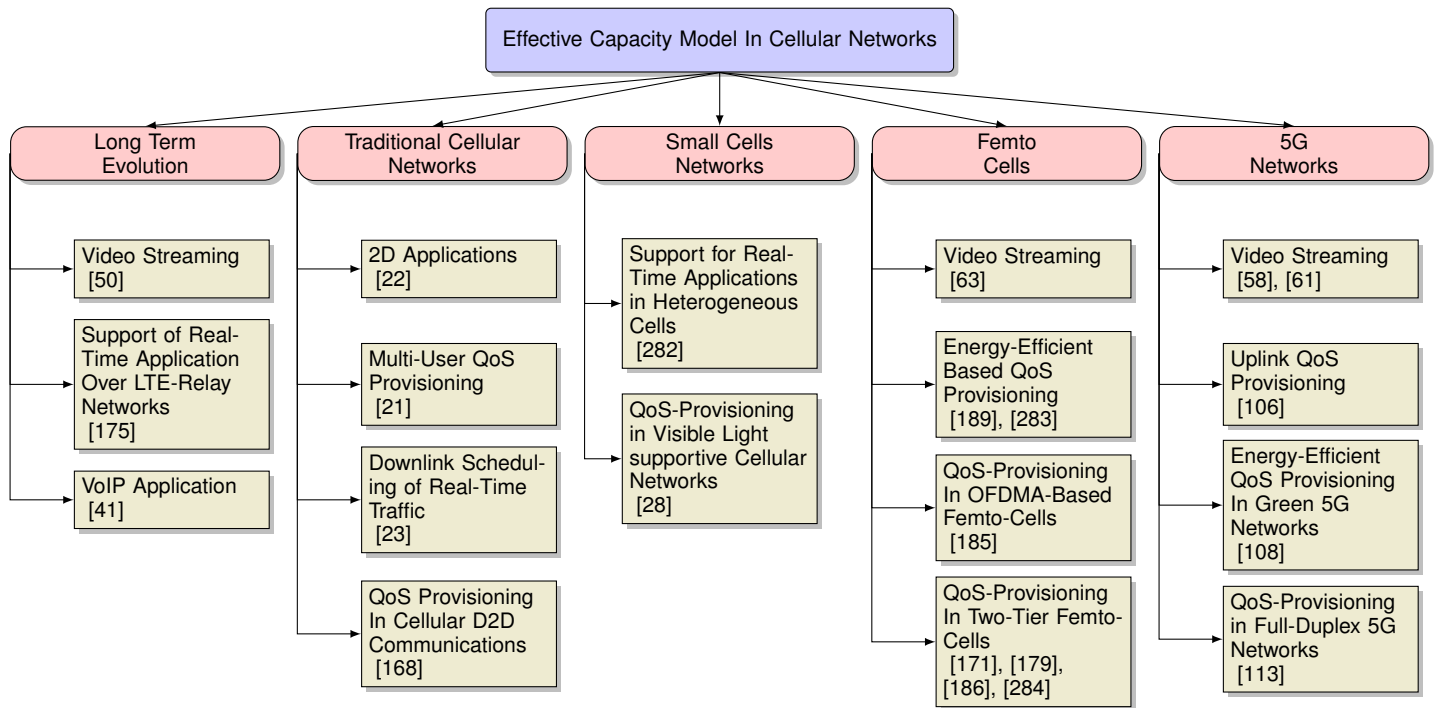 Effective Capacity Model In Cellular Networks
Long Term
Evolution
Traditional Cellular
Networks
Small Cells
Networks
Femto
Cells
5G
Networks
Video Streaming
[50]
Support of Real-
Time Application
Over LTE-Relay
Networks
[175]
VoIP Application
[41]
2D Applications
[22]
Multi-User QoS
Provisioning
[21]
Downlink Schedul-
ing of Real-Time
Traffic
[23]
QoS Provisioning
In Cellular D2D
Communications
[168]
Support for Real-
Time Applications
in Heterogeneous
Cells
[282]
QoS-Provisioning
in Visible Light
supportive Cellular
Networks
[28]
Video Streaming
[63]
Energy-Efficient
Based QoS
Provisioning
[189], [283]
QoS-Provisioning
In OFDMA-Based
Femto-Cells
[185]
QoS-Provisioning
In Two-Tier Femto-
Cells
[171], [179],
[186], [284]
Video Streaming
[58], [61]
Uplink QoS
Provisioning
[106]
Energy-Efficient
QoS Provisioning
In Green 5G
Networks
[108]
QoS-Provisioning
in Full-Duplex 5G
Networks
[113]